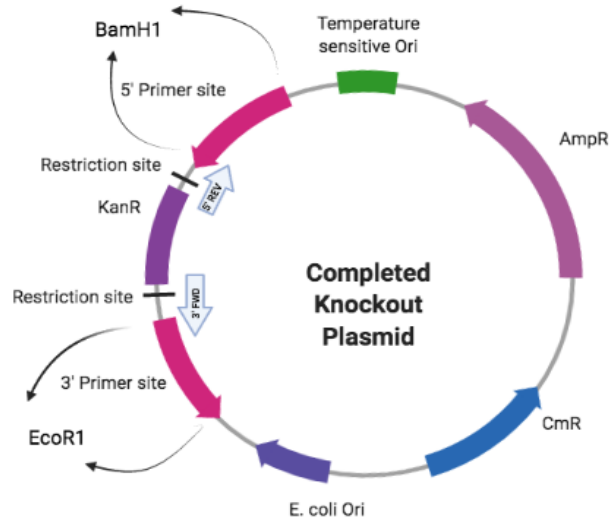 BamH1
Temperature
sensitive Ori
5' Primer site
AmpR
Restriction site
5' REV
KanR
Completed
Knockout
Plasmid
Restriction site
3' FWD
3' Primer site
EcoR1
CmR
E. coli Ori